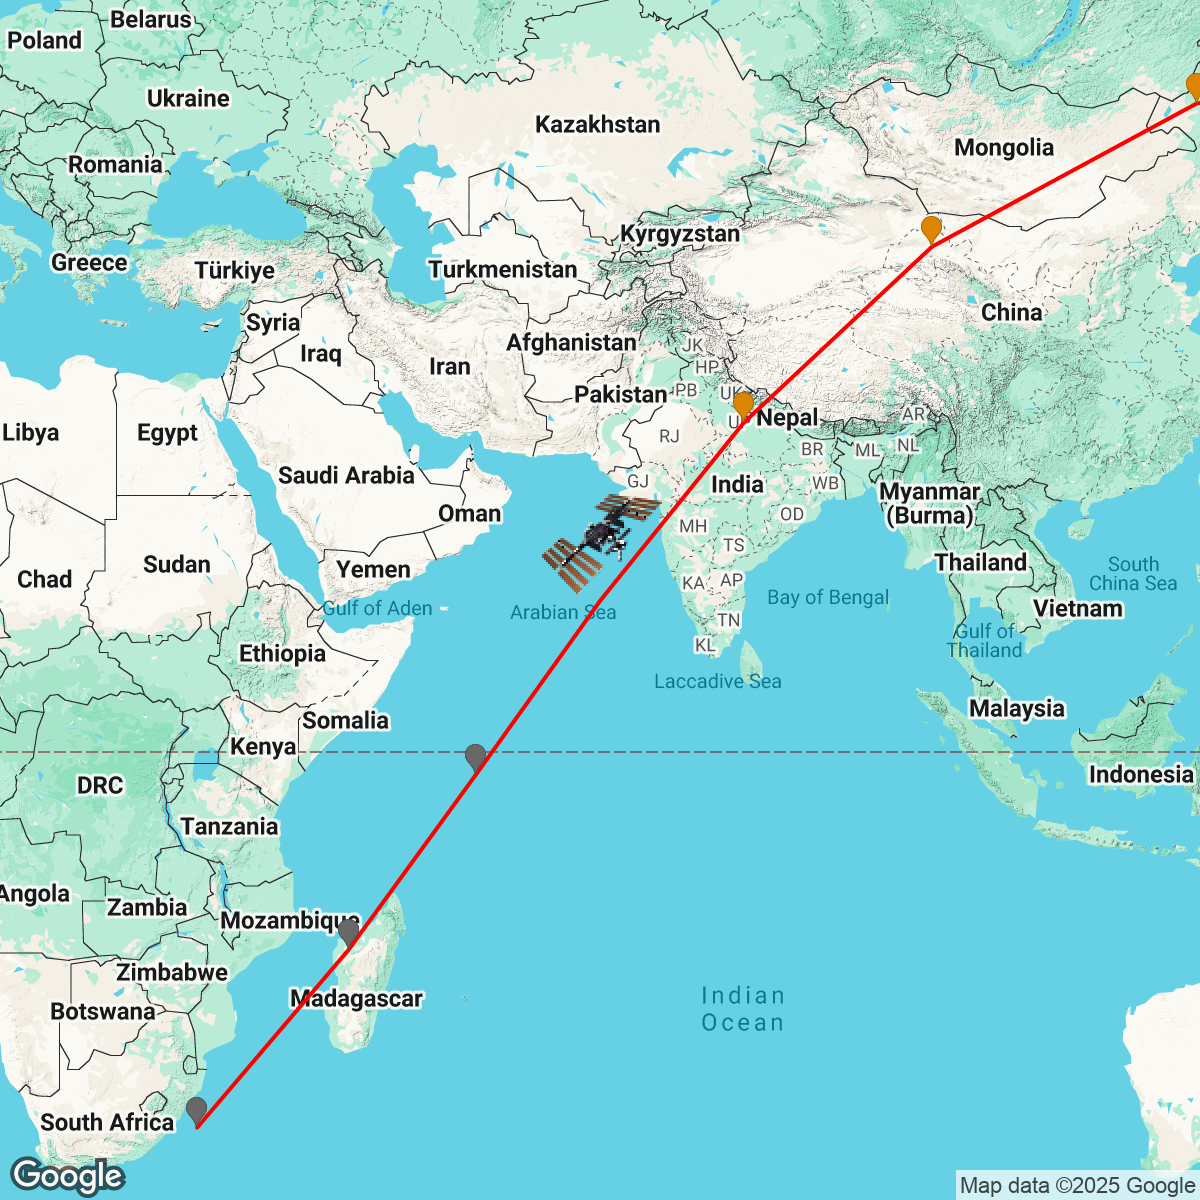 Belarus
Poland
Ukraine
Kazakhstan
Mongolia
Romania
Kyrgyzstan
Greece
Türkiye
Turkmenistan
China
Syria
Afghanistan
JK
Iraq
Iran
HP
Pakistan
PB
UK
Nepal
AR
U
Libya
Egypt
RJ
BR
ML
NL
Saudi Arabia
GJ
India
WB
Myanmar
(Burma)
Oman
OD
MH
TS
Sudan
Yemen
Thailand
South
China Sea
Chad
KA
AP
Gulf of Aden
Arabian Sea
Bay of Bengal
Vietnam
TN
Gulf of
Thailand
KL
Ethiopia
Laccadive Sea
Malaysia
Somalia
Kenya
DRC
Indonesia
Tanzania
Angola
Zambia
Mozambique
Zimbabwe
Madagascar
Botswana
Indian
Ocean
South Africa
Google
Map data ©2025 Google